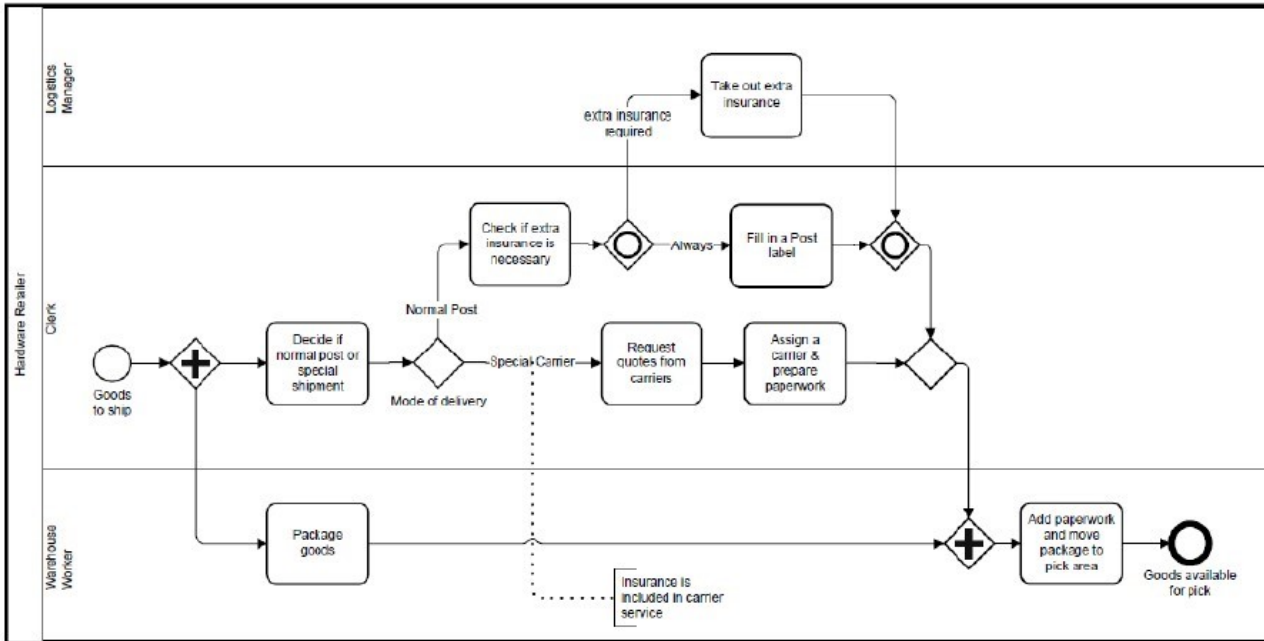 Hardware Retailer
Logistics
Manager
Take out extra
insurance
extra insurance
required
Clerk
Check if extra
insurance is
necessary
Always
Fill in a Post
label
Normal Post
Goods
to ship
Decide if
normal post or
special
shipment
Mode of delivery
Special Carrier
Request
quotes from
carriers
Assign a
carrier &
prepare
paperwork
Warehouse
Worker
Package
goods
Add paperwork
and move
package to
pick area
Goods available
for pick
Insurance is
included in carrier
service